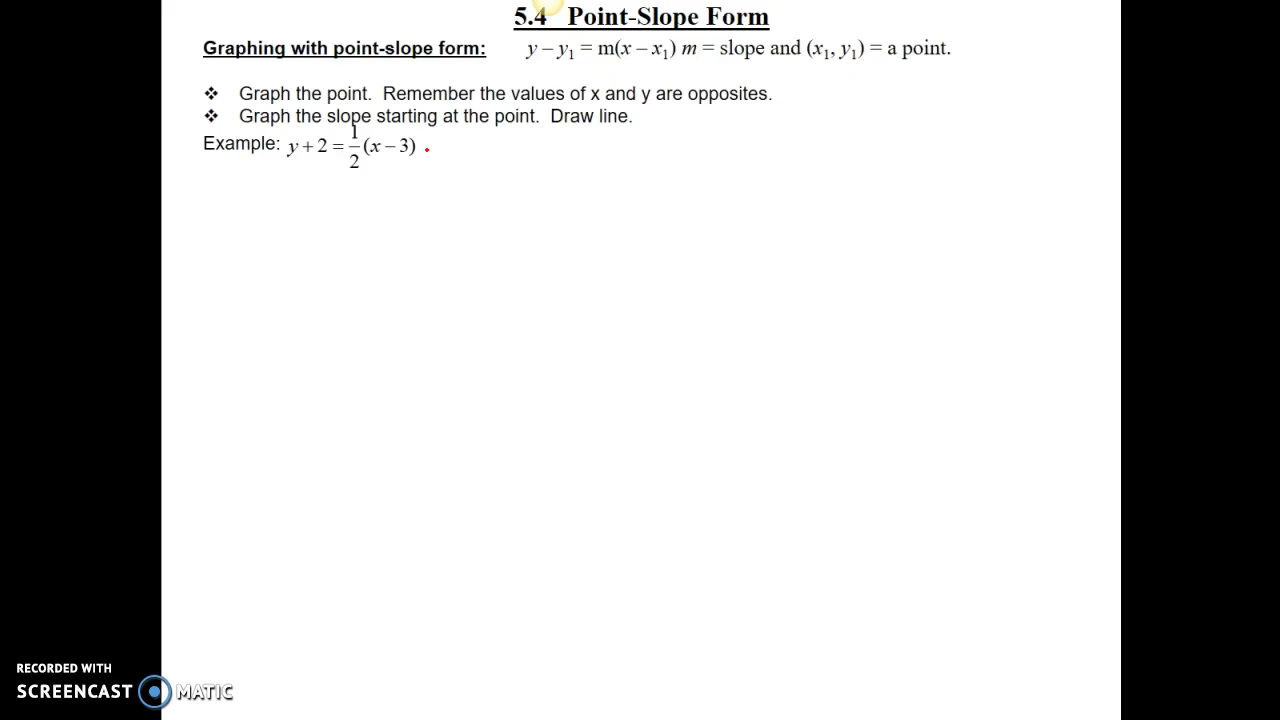 5.4 Point-Slope Form
Graphing with point-slope form: y − y₁ = m(x − x₁) m = slope and (x₁, y₁) = a point.
❖ Graph the point. Remember the values of x and y are opposites.
❖ Graph the slope starting at the point. Draw line.
Example: y + 2 = 1/2 (x − 3)
RECORDED WITH
SCREENCAST MATIC